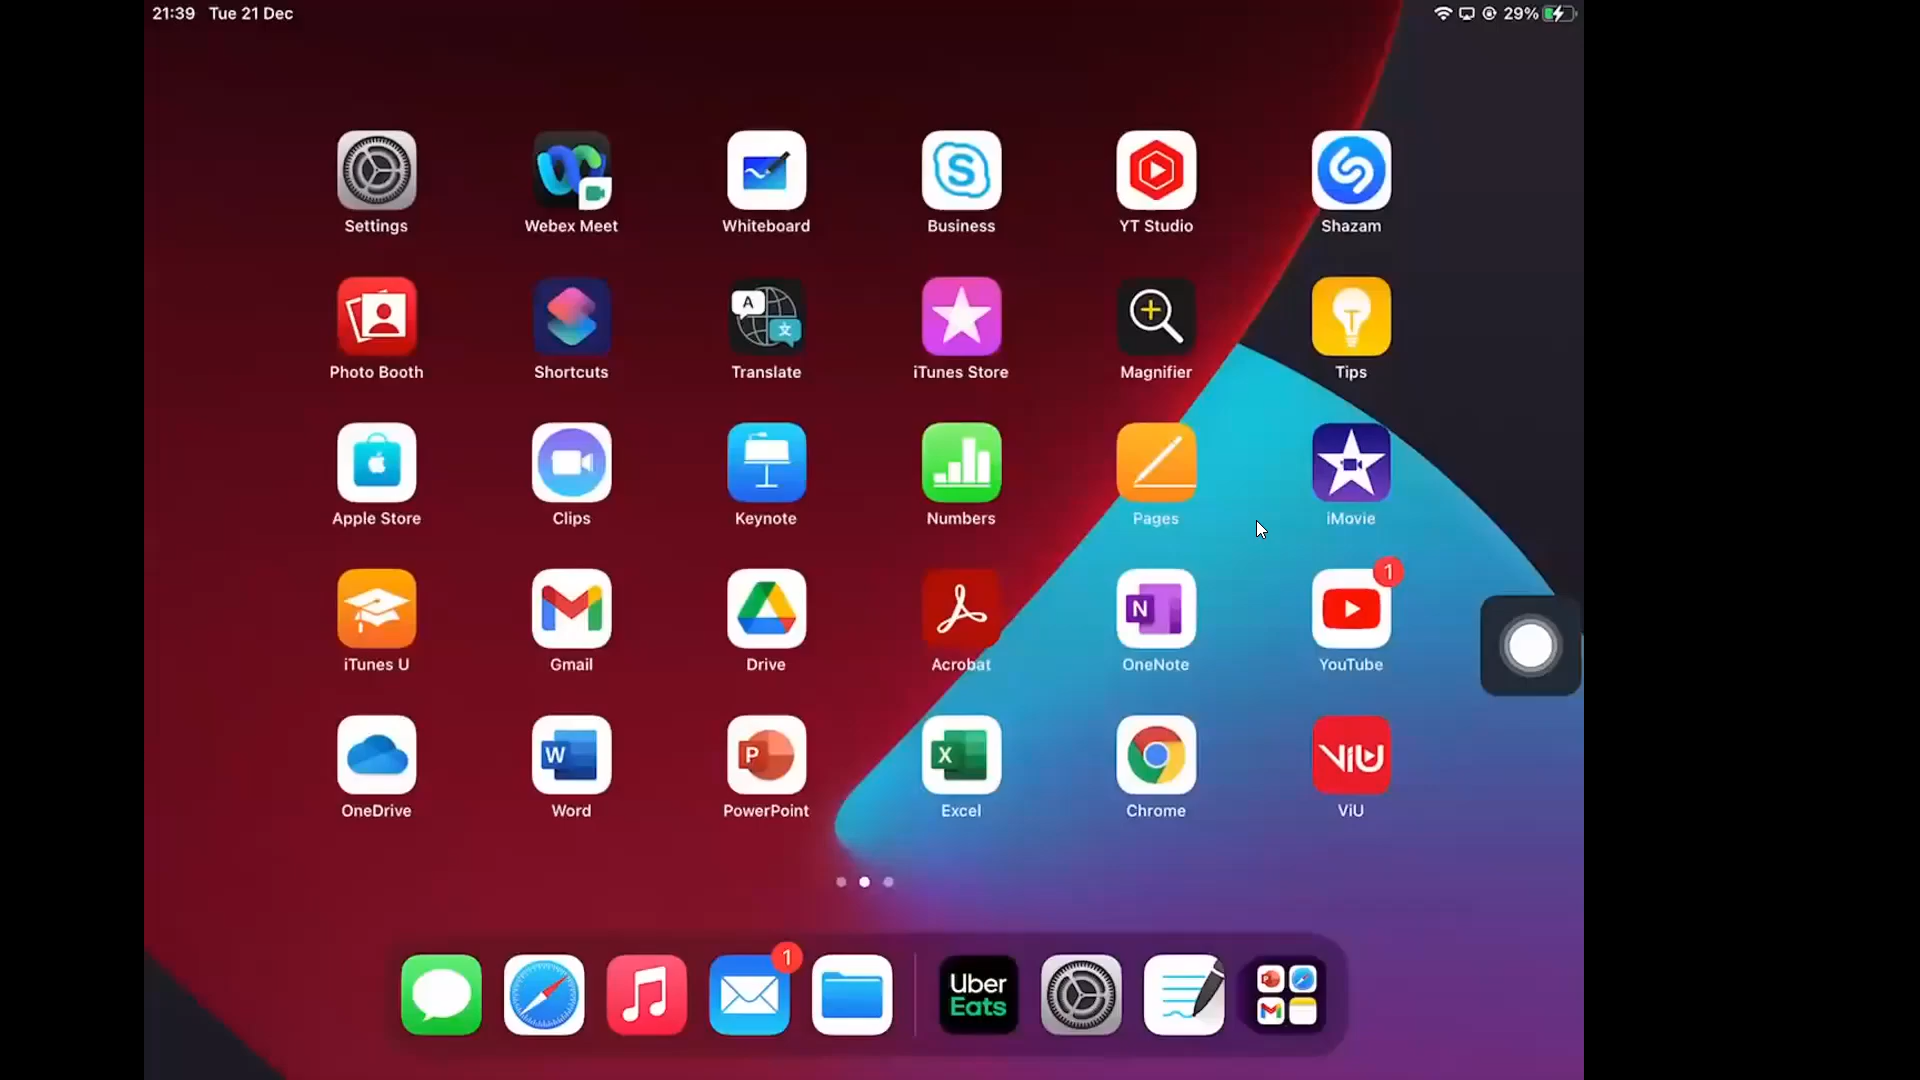 21:39 Tue 21 Dec 29%
Settings Webex Meet Whiteboard Business YT Studio Shazam
A 文
Photo Booth Shortcuts Translate iTunes Store Magnifier Tips
Apple Store Clips Keynote Numbers Pages iMovie
N 1
iTunes U Gmail Drive Acrobat OneNote YouTube
W P X ViU
OneDrive Word PowerPoint Excel Chrome ViU
1
Uber
Eats